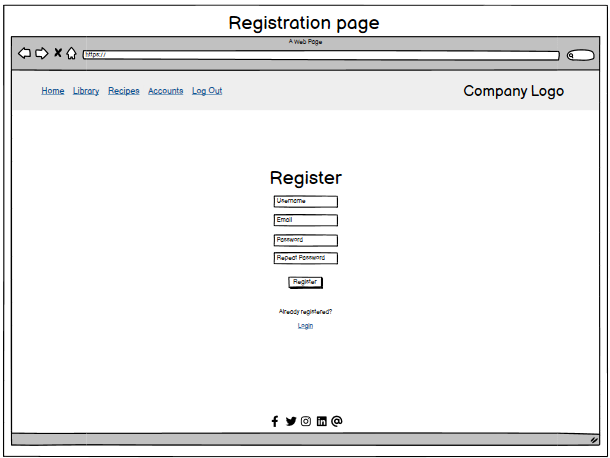 Registration page
A Web Page
https://
Home Library Recipes Accounts Log Out Company Logo
Register
Username
Email
Password
Repeat Password
Register
Already registered?
Login